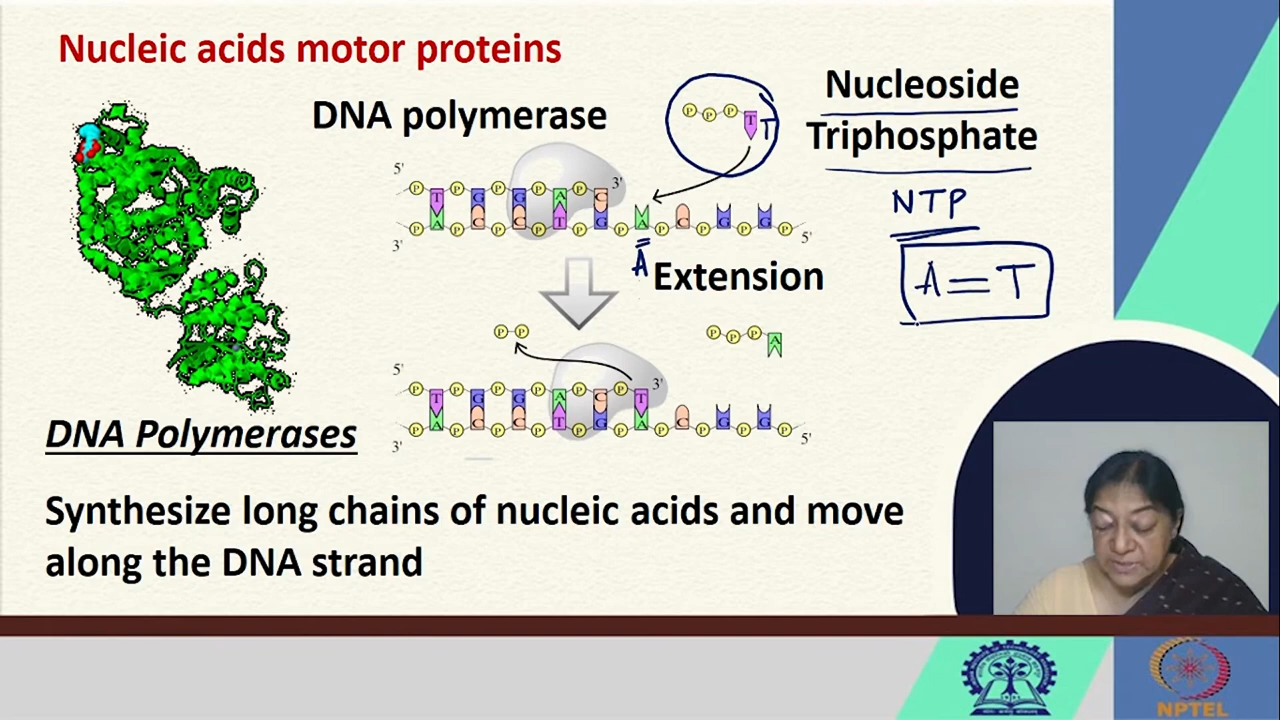 Nucleic acids motor proteins
DNA polymerase
Nucleoside
Triphosphate
NTP
A=T
P P P T T
5' 3'
P P P P P P
T G G A C
A C C T G A C G G
P P P P P P P P P P
3' 5'
A
Extension
P P
P P P A
5' 3'
P P P P P P
T G G A C T
A C C T G A C G G
P P P P P P P P P P
3' 5'
DNA Polymerases
Synthesize long chains of nucleic acids and move
along the DNA strand
NPTEL